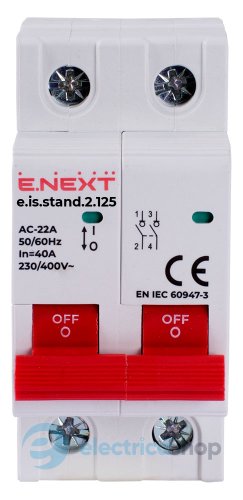 E.NEXT
e.is.stand.2.125
AC-22A
50/60Hz
In=40A
230/400V~
I
O
1 3
2 4
CE
EN IEC 60947-3
OFF
O
OFF
O
electricshop